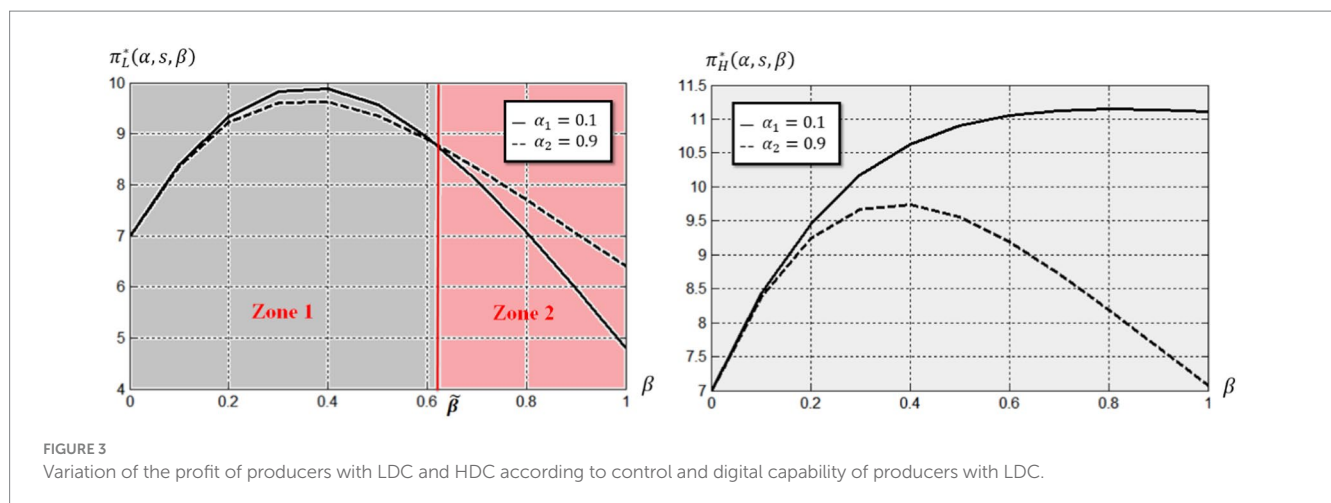 π*L(α, s, β)
10
9
8
7
6
5
4
0 0.2 0.4 0.6 0.8 1
β̃
β
α₁ = 0.1
α₂ = 0.9
Zone 1
Zone 2
π*H(α, s, β)
11.5
11
10.5
10
9.5
9
8.5
8
7.5
7
0 0.2 0.4 0.6 0.8 1
β
α₁ = 0.1
α₂ = 0.9
FIGURE 3
Variation of the profit of producers with LDC and HDC according to control and digital capability of producers with LDC.